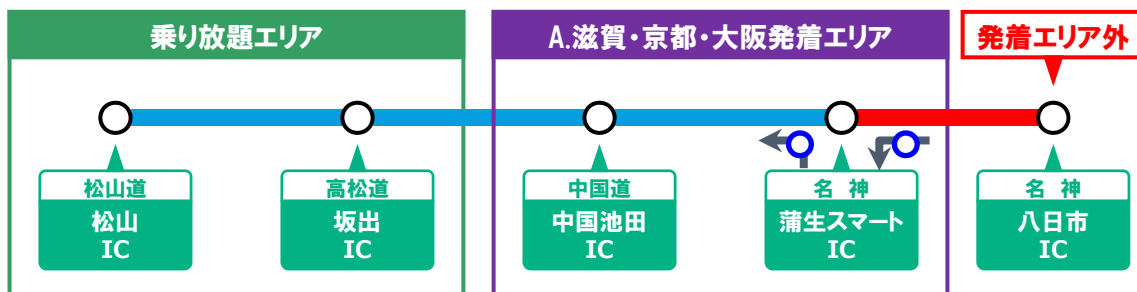 乗り放題エリア
A.滋賀・京都・大阪発着エリア
発着エリア外
松山道
松山
IC
高松道
坂出
IC
中国道
中国池田
IC
名 神
蒲生スマート
IC
名 神
八日市
IC